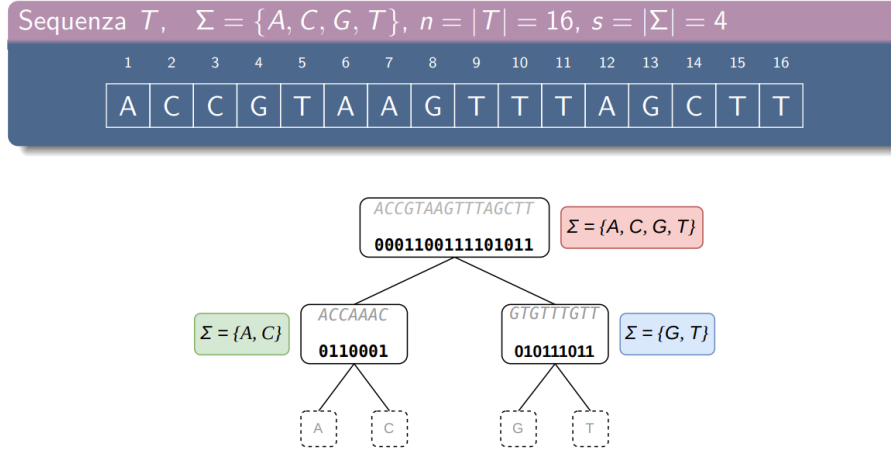 Sequenza T, Σ = {A, C, G, T}, n = |T| = 16, s = |Σ| = 4
1 2 3 4 5 6 7 8 9 10 11 12 13 14 15 16
A C C G T A A G T T T A G C T T
ACCGTAAGTTTAGCTT
0001100111101011
Σ = {A, C, G, T}
Σ = {A, C}
ACCAAAC
0110001
GTGTTTGTT
010111011
Σ = {G, T}
A C G T